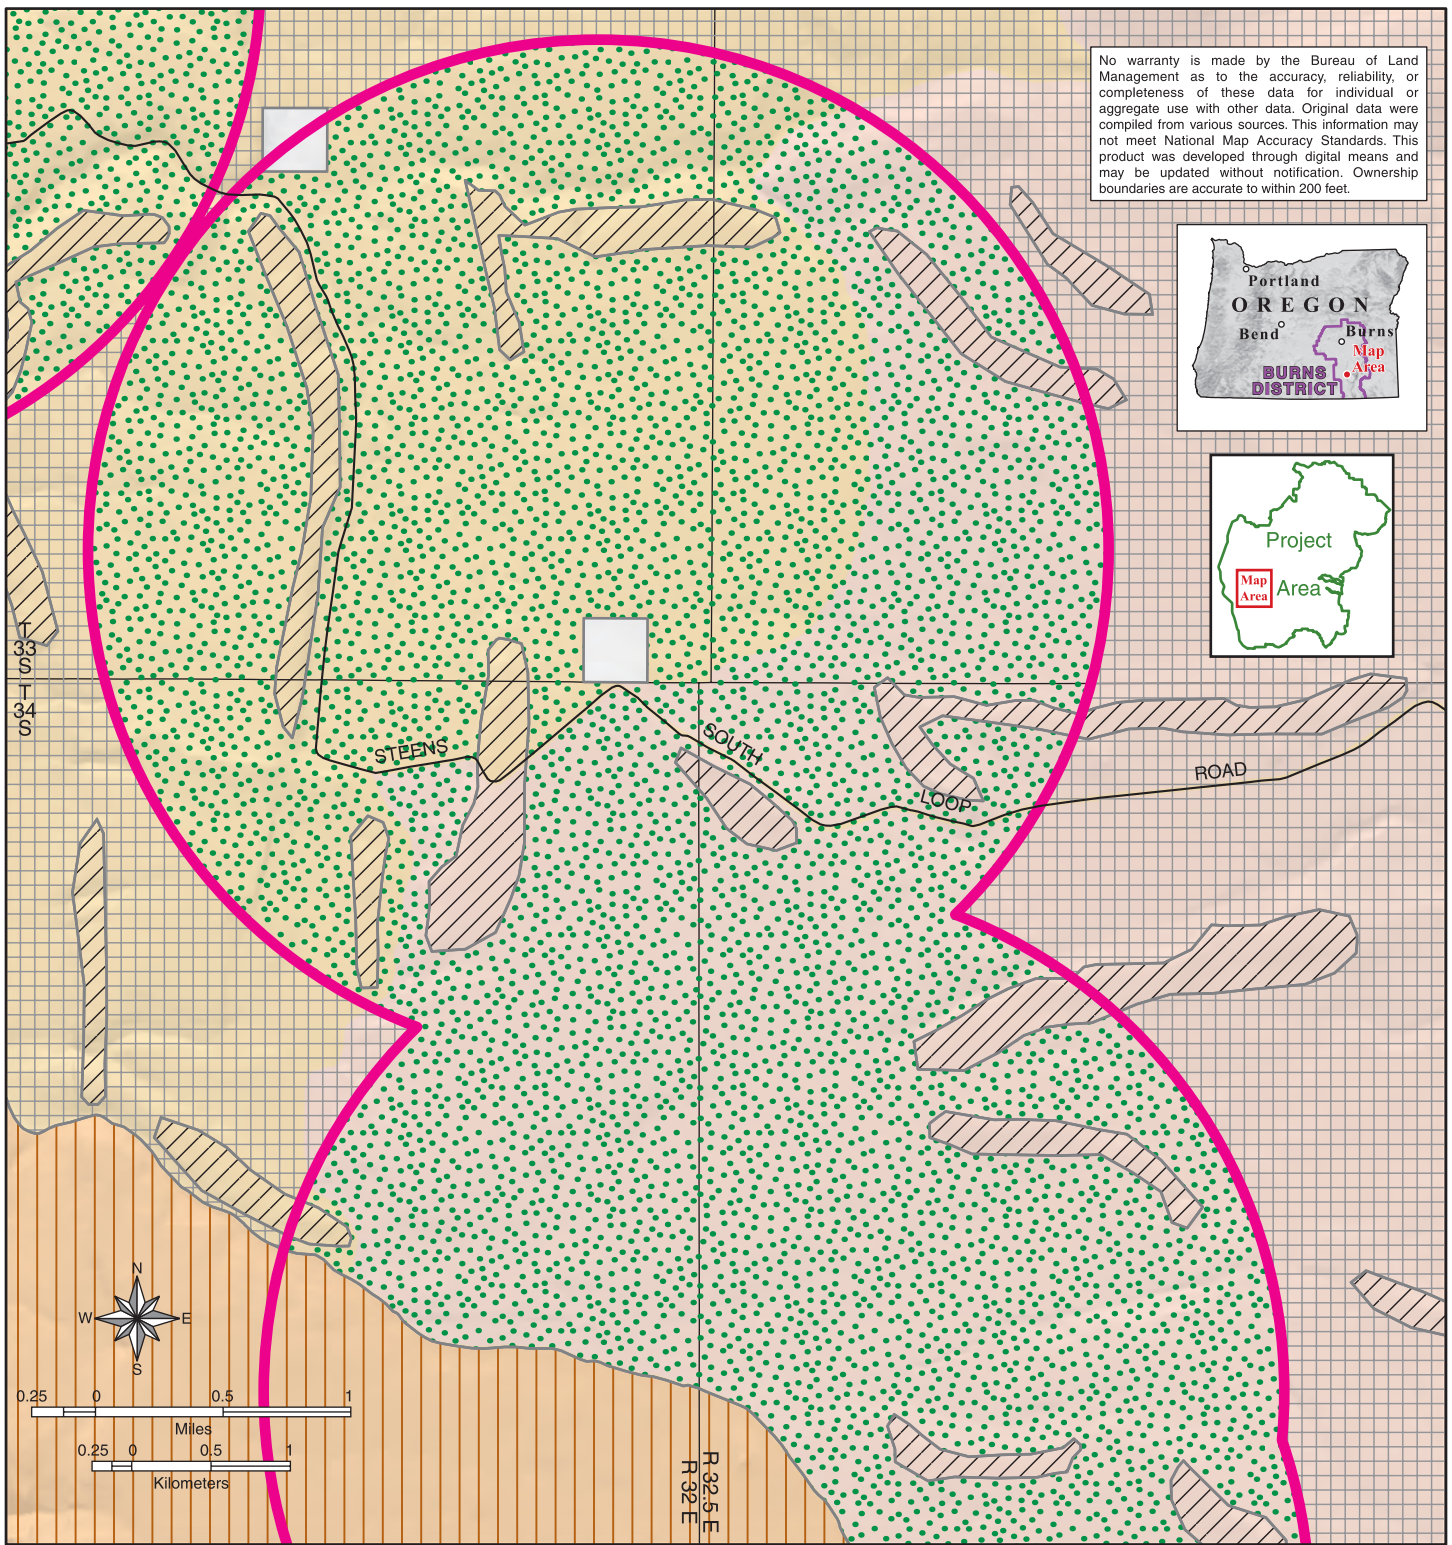 No warranty is made by the Bureau of Land
Management as to the accuracy, reliability, or
completeness of these data for individual or
aggregate use with other data. Original data were
compiled from various sources. This information may
not meet National Map Accuracy Standards. This
product was developed through digital means and
may be updated without notification. Ownership
boundaries are accurate to within 200 feet.
Portland
OREGON
Bend
Burns
Map
Area
BURNS
DISTRICT
Project
Area
Map
Area
T
33
S
T
34
S
STEENS
SOUTH
LOOP
ROAD
N
W E
S
0.25 0 0.5 1
Miles
0.25 0 0.5 1
Kilometers
R 32.5 E
R 32 E